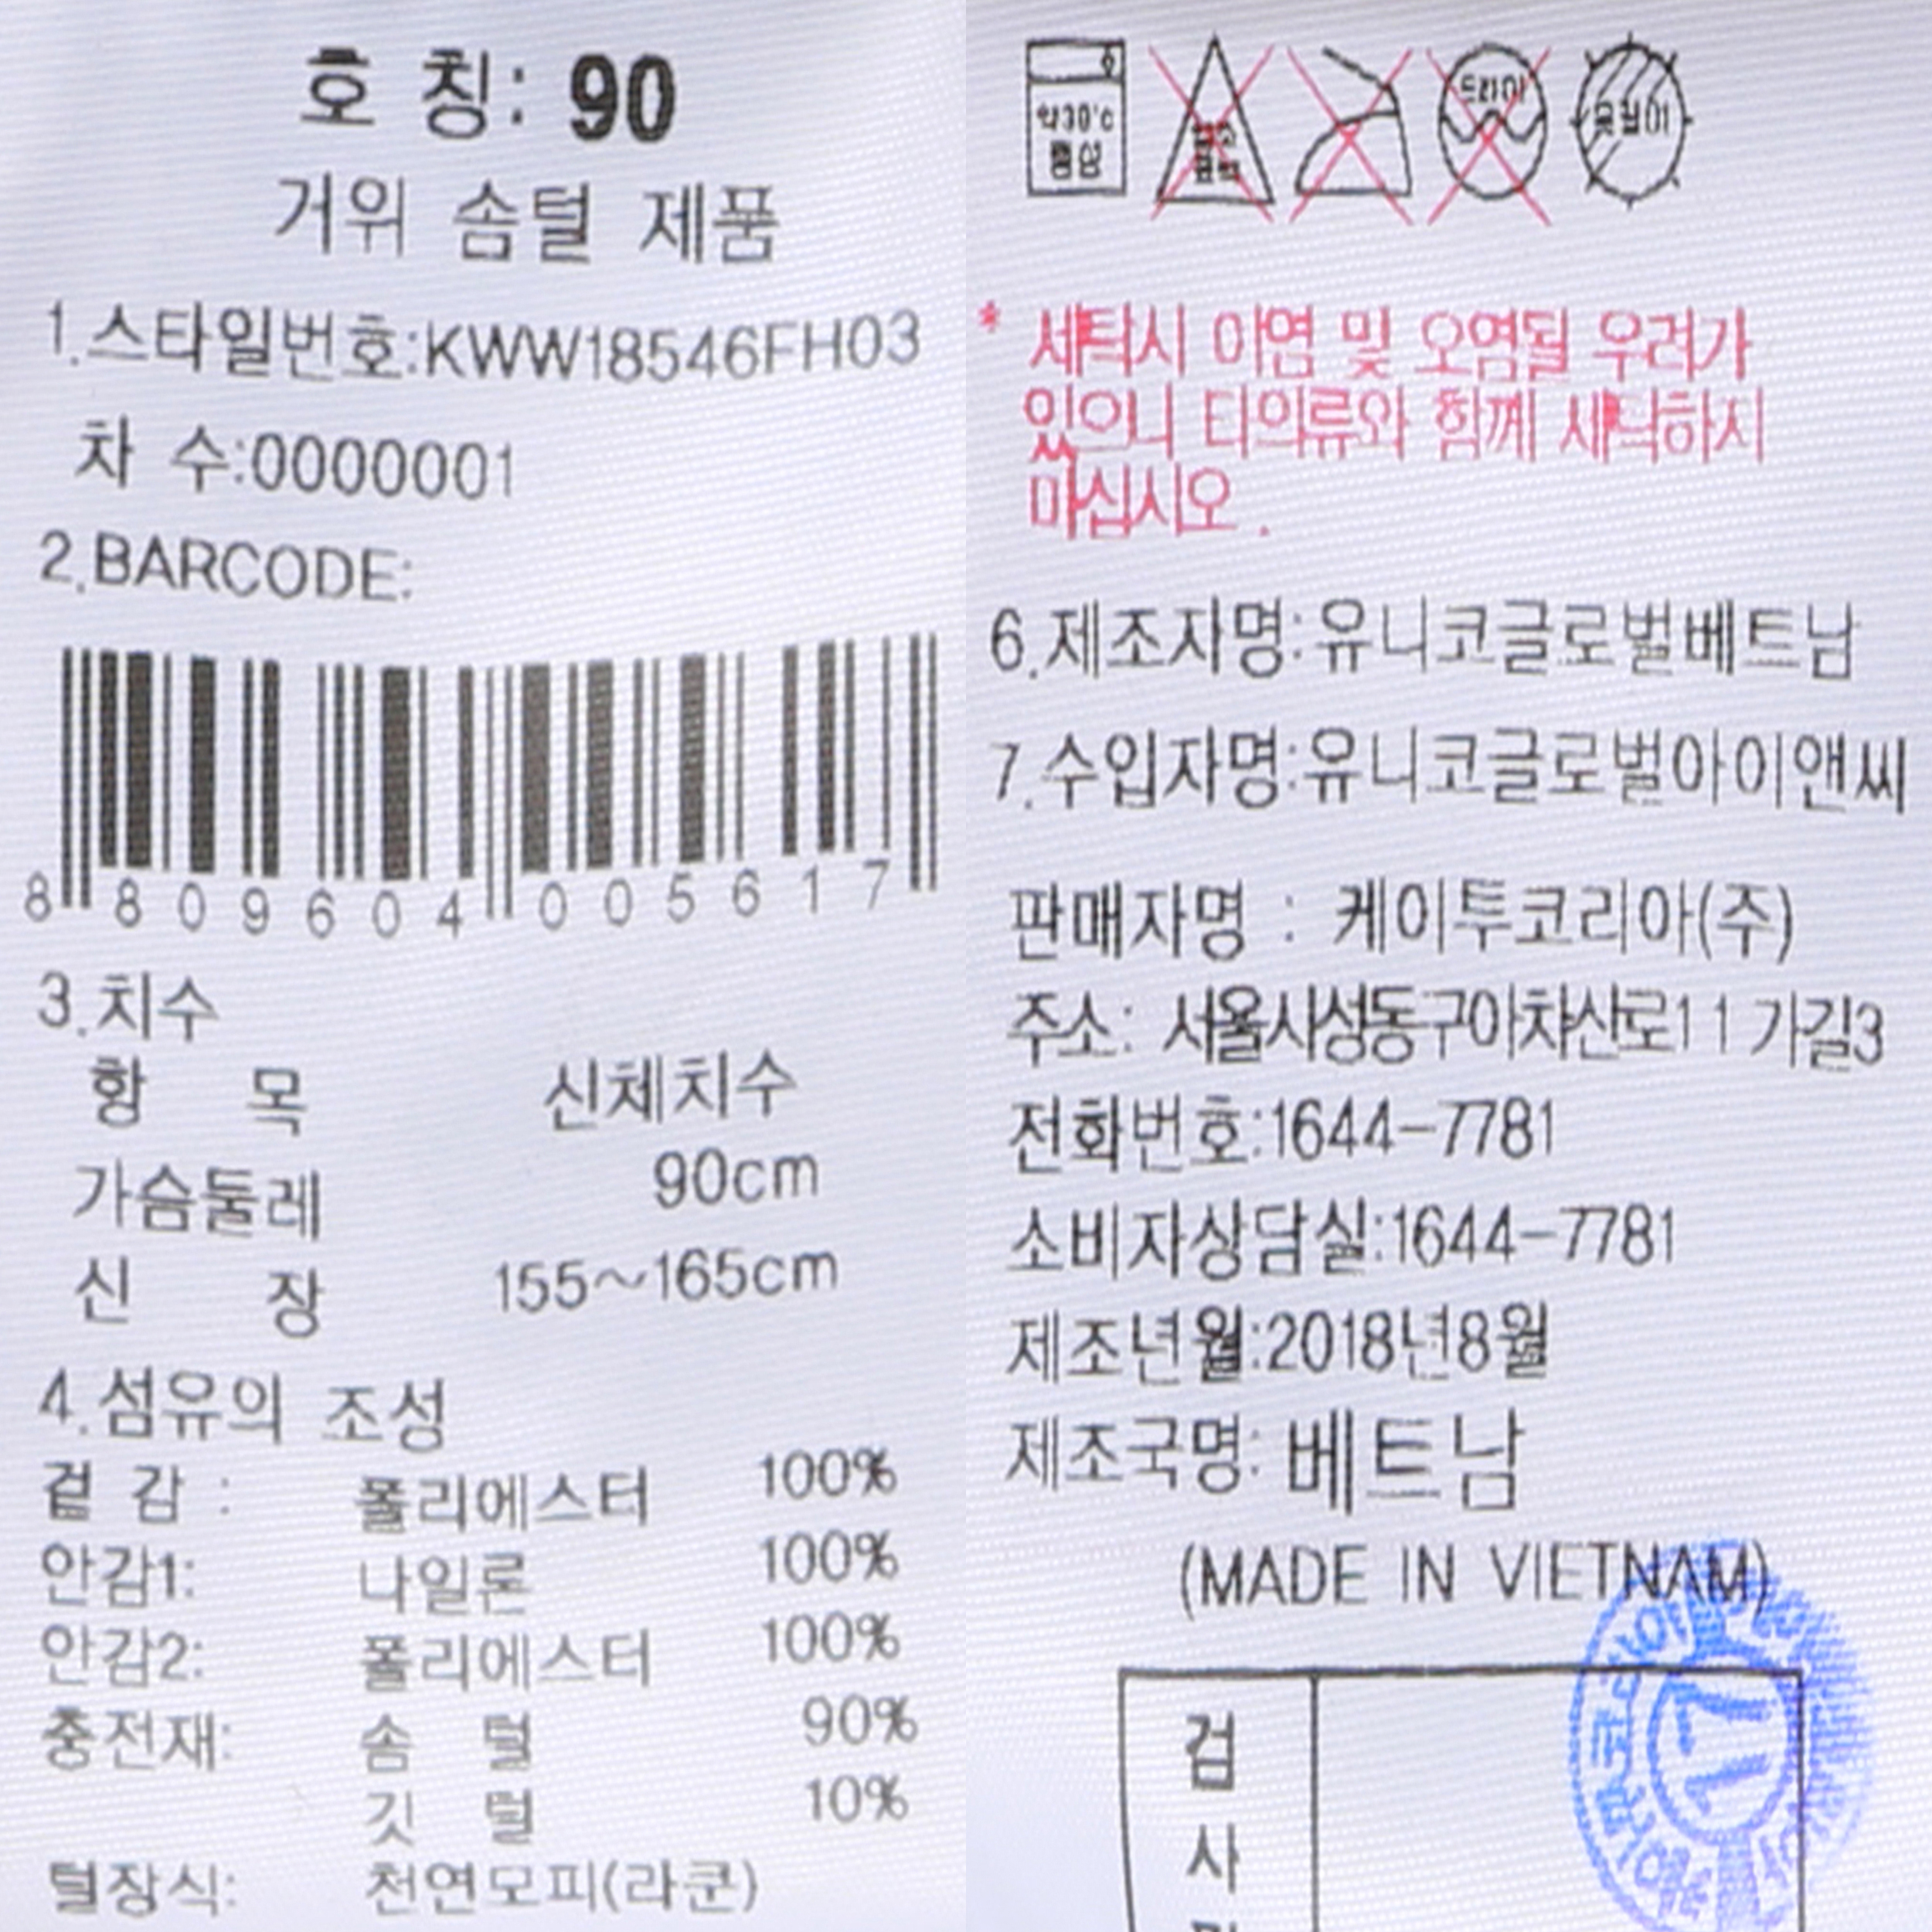 호 칭: 90
거위 솜털 제품
1.스타일번호:KWW18546FH03
차 수:0000001
2.BARCODE:
8 809604 005617
3.치수
항 목 신체치수
가슴둘레 90cm
신 장 155~165cm
4.섬유의 조성
겉 감 : 폴리에스터 100%
안감1: 나일론 100%
안감2: 폴리에스터 100%
충전재: 솜 털 90%
깃 털 10%
털장식: 천연모피(라쿤)
약30°c
중성
드라이
* 세탁시 이염 및 오염될 우려가
있으니 타의류와 함께 세탁하시
마십시오 .
6.제조자명:유니코글로벌베트남
7.수입자명:유니코글로벌아이앤씨
판매자명 : 케이투코리아(주)
주소: 서울시성동구아차산로11가길3
전화번호:1644-7781
소비자상담실:1644-7781
제조년월:2018년8월
제조국명: 베트남
(MADE IN VIETNAM)
검
사